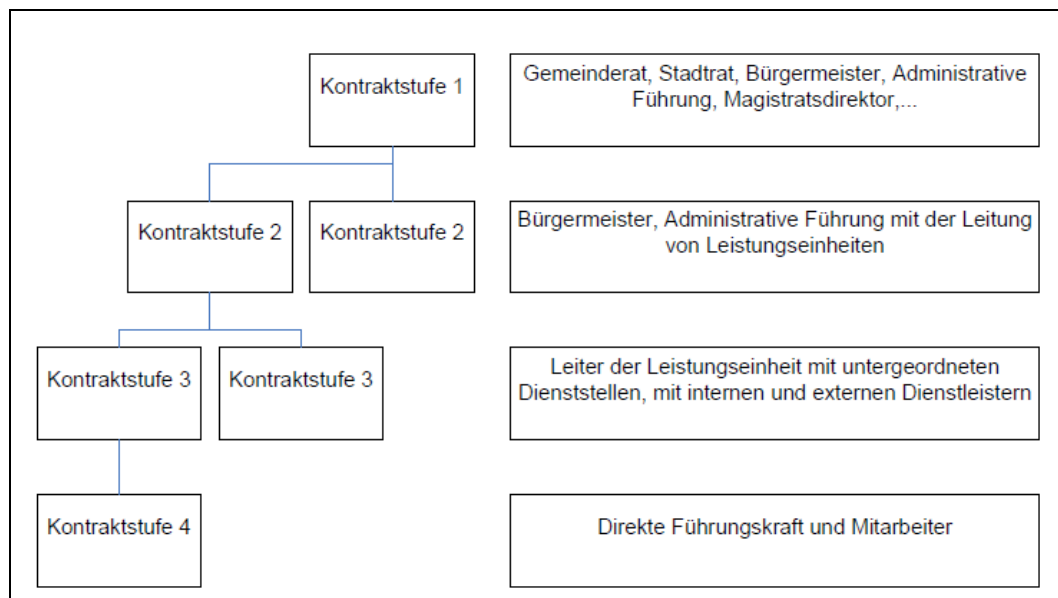 Kontraktstufe 1
Gemeinderat, Stadtrat, Bürgermeister, Administrative
Führung, Magistratsdirektor,...
Kontraktstufe 2
Kontraktstufe 2
Bürgermeister, Administrative Führung mit der Leitung
von Leistungseinheiten
Kontraktstufe 3
Kontraktstufe 3
Leiter der Leistungseinheit mit untergeordneten
Dienststellen, mit internen und externen Dienstleistern
Kontraktstufe 4
Direkte Führungskraft und Mitarbeiter